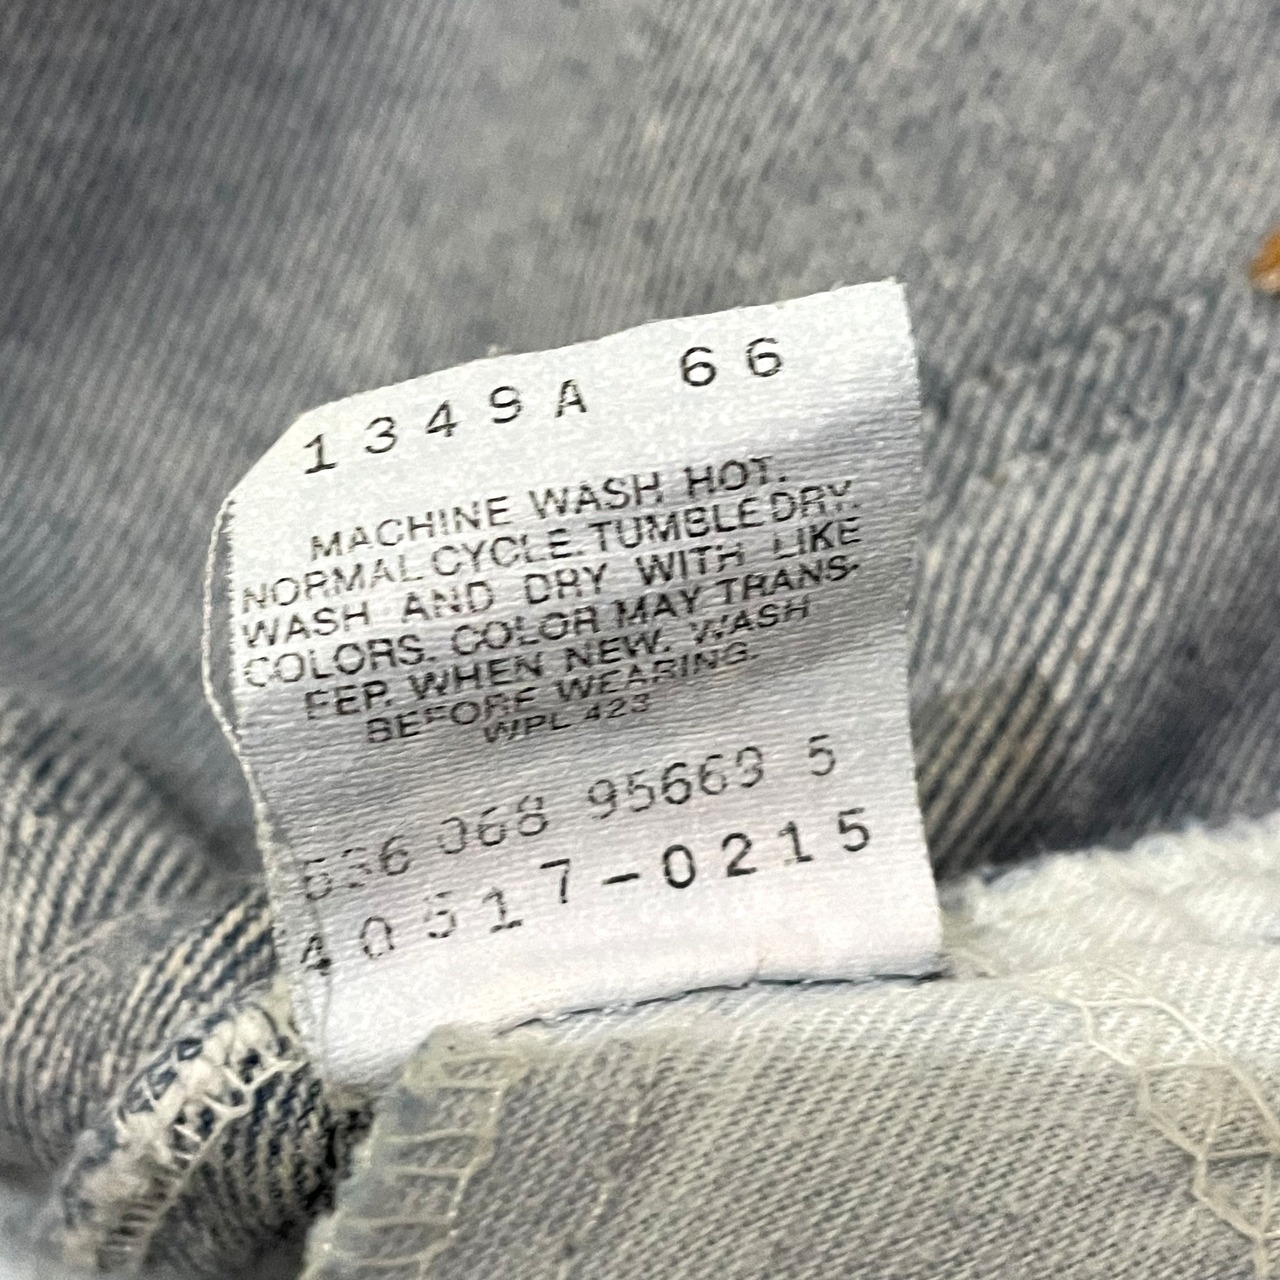 1349A 66
MACHINE WASH HOT.
NORMAL CYCLE. TUMBLE DRY.
WASH AND DRY WITH LIKE
COLORS. COLOR MAY TRANS-
FER. WHEN NEW. WASH
BEFORE WEARING.
WPL 423
536 068 95663 5
40517-0215